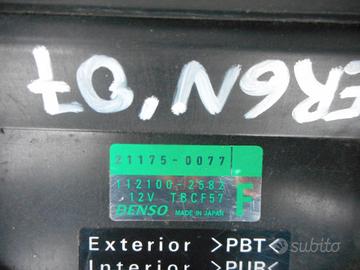 ER6N '07
21175-0077
112100-2582
12V TBCF57
F
DENSO MADE IN JAPAN
Exterior >PBT<
Interior >PUR<
subito